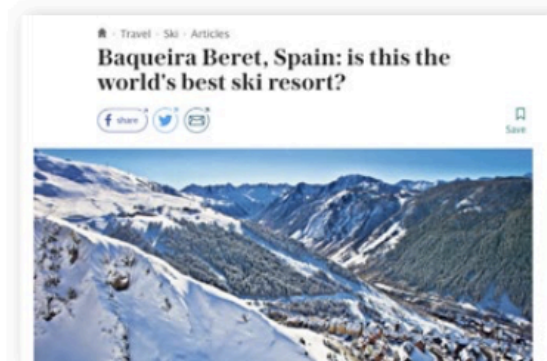 Travel · Ski · Articles
Baqueira Beret, Spain: is this the
world's best ski resort?
f share
Save